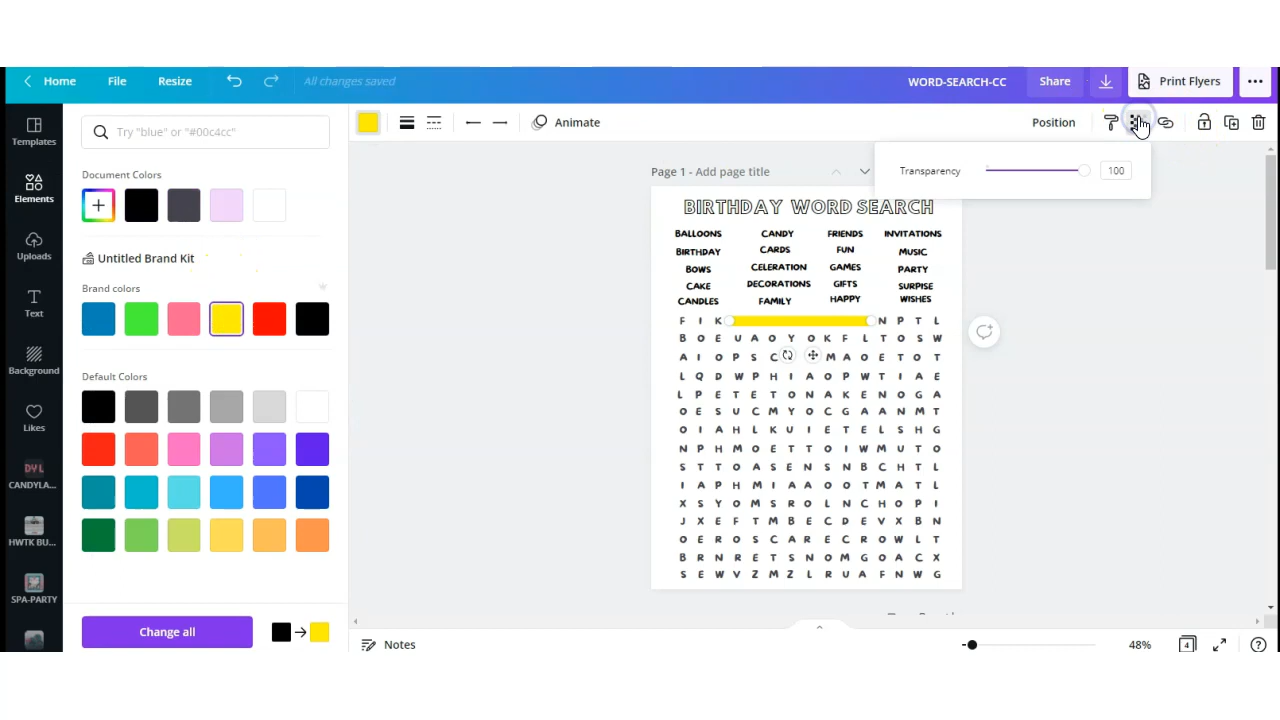 Home File Resize All changes saved WORD-SEARCH-CC Share Print Flyers
Templates
Elements
Uploads
Text
Background
Likes
CANDYLA...
HWTK BU...
SPA-PARTY
Try "blue" or "#00c4cc"
Document Colors
Untitled Brand Kit
Brand colors
Default Colors
Change all
Animate
Position
Transparency 100
Page 1 - Add page title
BIRTHDAY WORD SEARCH
BALLOONS CANDY FRIENDS INVITATIONS
BIRTHDAY CARDS FUN MUSIC
BOWS CELERATION GAMES PARTY
CAKE DECORATIONS GIFTS SURPISE
CANDLES FAMILY HAPPY WISHES
F I K N P T L
B O E U A O Y O K F L T O S W
A I O P S C M A O E T O T
L Q D W P H I A O P W T I A E
L P E T E T O N A K E N O G A
O E S U C M Y O C G A A N M T
O I A H L K U I E T E L S H G
N P H M O E T T O I W M U T O
S T T O A S E N S N B C H T L
I A P H M I A A O O T M A T L
X S Y O M S R O L N C H O P I
J X E F T M B E C D E V X B N
O E R O S C A R E C R O W L T
B R N R E T S N O M G O A C X
S E W V Z M Z L R U A F N W G
Notes
48%
4